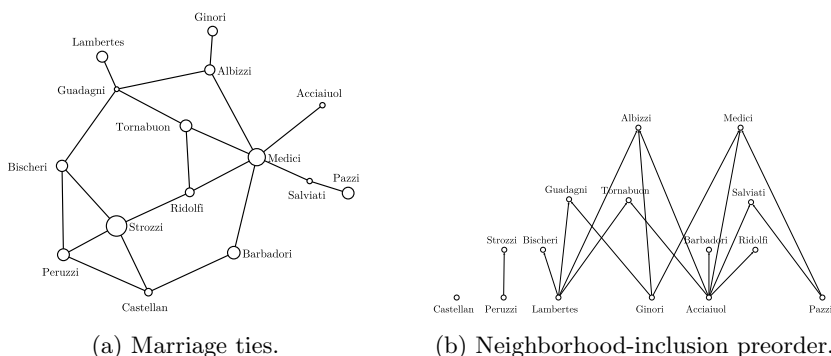 Ginori
Lambertes
Albizzi
Guadagni
Acciaiuol
Tornabuon
Medici
Bischeri
Pazzi
Salviati
Ridolfi
Strozzi
Barbadori
Peruzzi
Castellan
(a) Marriage ties.
Albizzi
Medici
Guadagni
Tornabuon
Salviati
Strozzi
Bischeri
Barbadori
Ridolfi
Castellan
Peruzzi
Lambertes
Ginori
Acciaiuol
Pazzi
(b) Neighborhood-inclusion preorder.